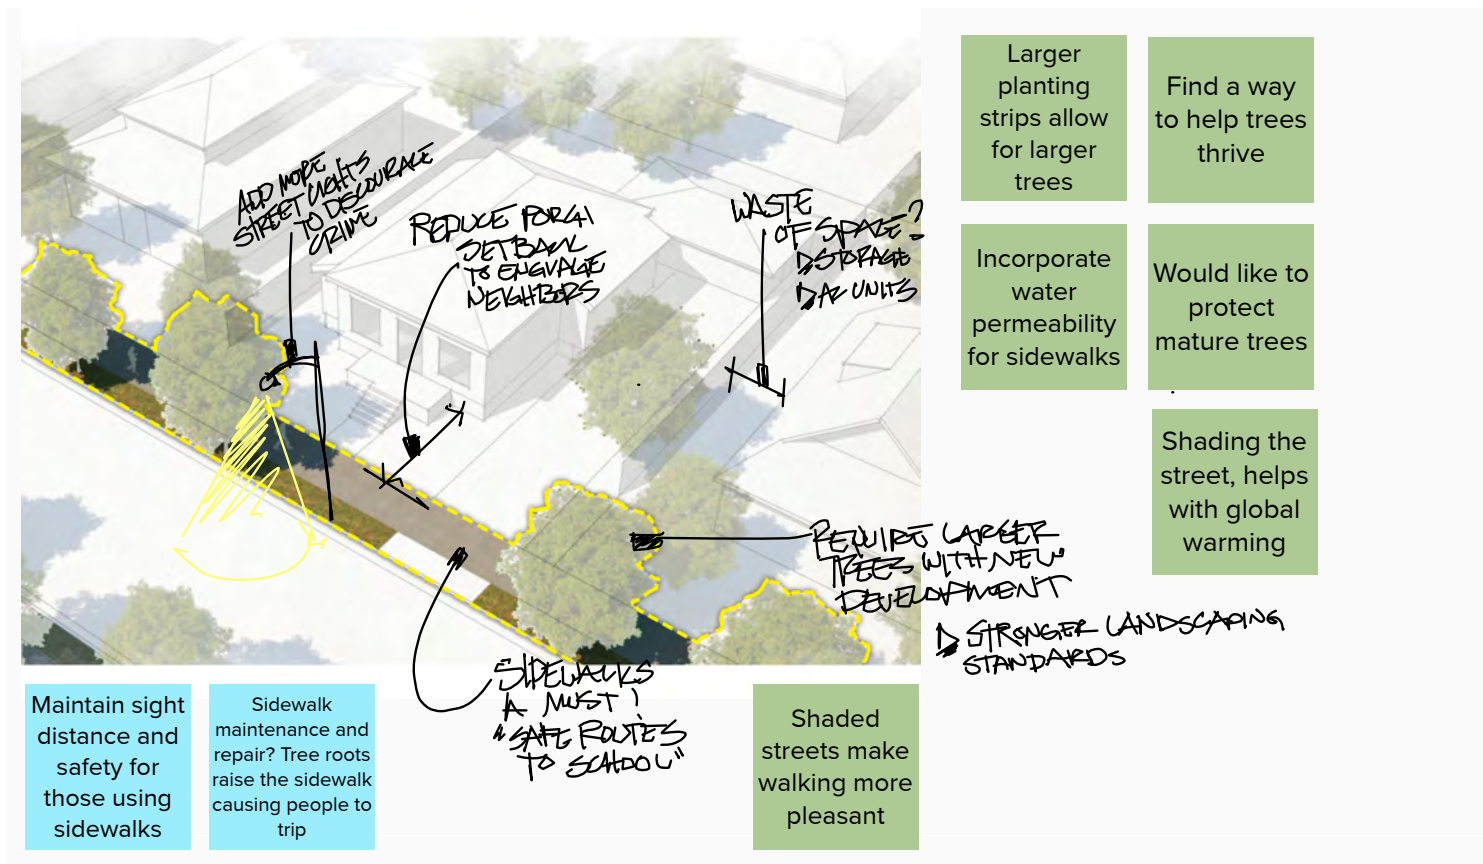 Larger
planting
strips allow
for larger
trees
Find a way
to help trees
thrive
Incorporate
water
permeability
for sidewalks
Would like to
protect
mature trees
Shading the
street, helps
with global
warming
ADD MORE
STREET LIGHTS
TO DISCOURAGE
CRIME
REDUCE PORCH
SETBACK
TO ENGVAGE
NEIGHBORS
WASTE
OF SPACE?
STORAGE
UNITS
REQUIRE LARGER
TREES WITH NEW
DEVELOPMENT
STRONGER LANDSCAPING
STANDARDS
SIDEWALKS
A MUST!
"SAFE ROUTES
TO SCHOOL"
Maintain sight
distance and
safety for
those using
sidewalks
Sidewalk
maintenance and
repair? Tree roots
raise the sidewalk
causing people to
trip
Shaded
streets make
walking more
pleasant